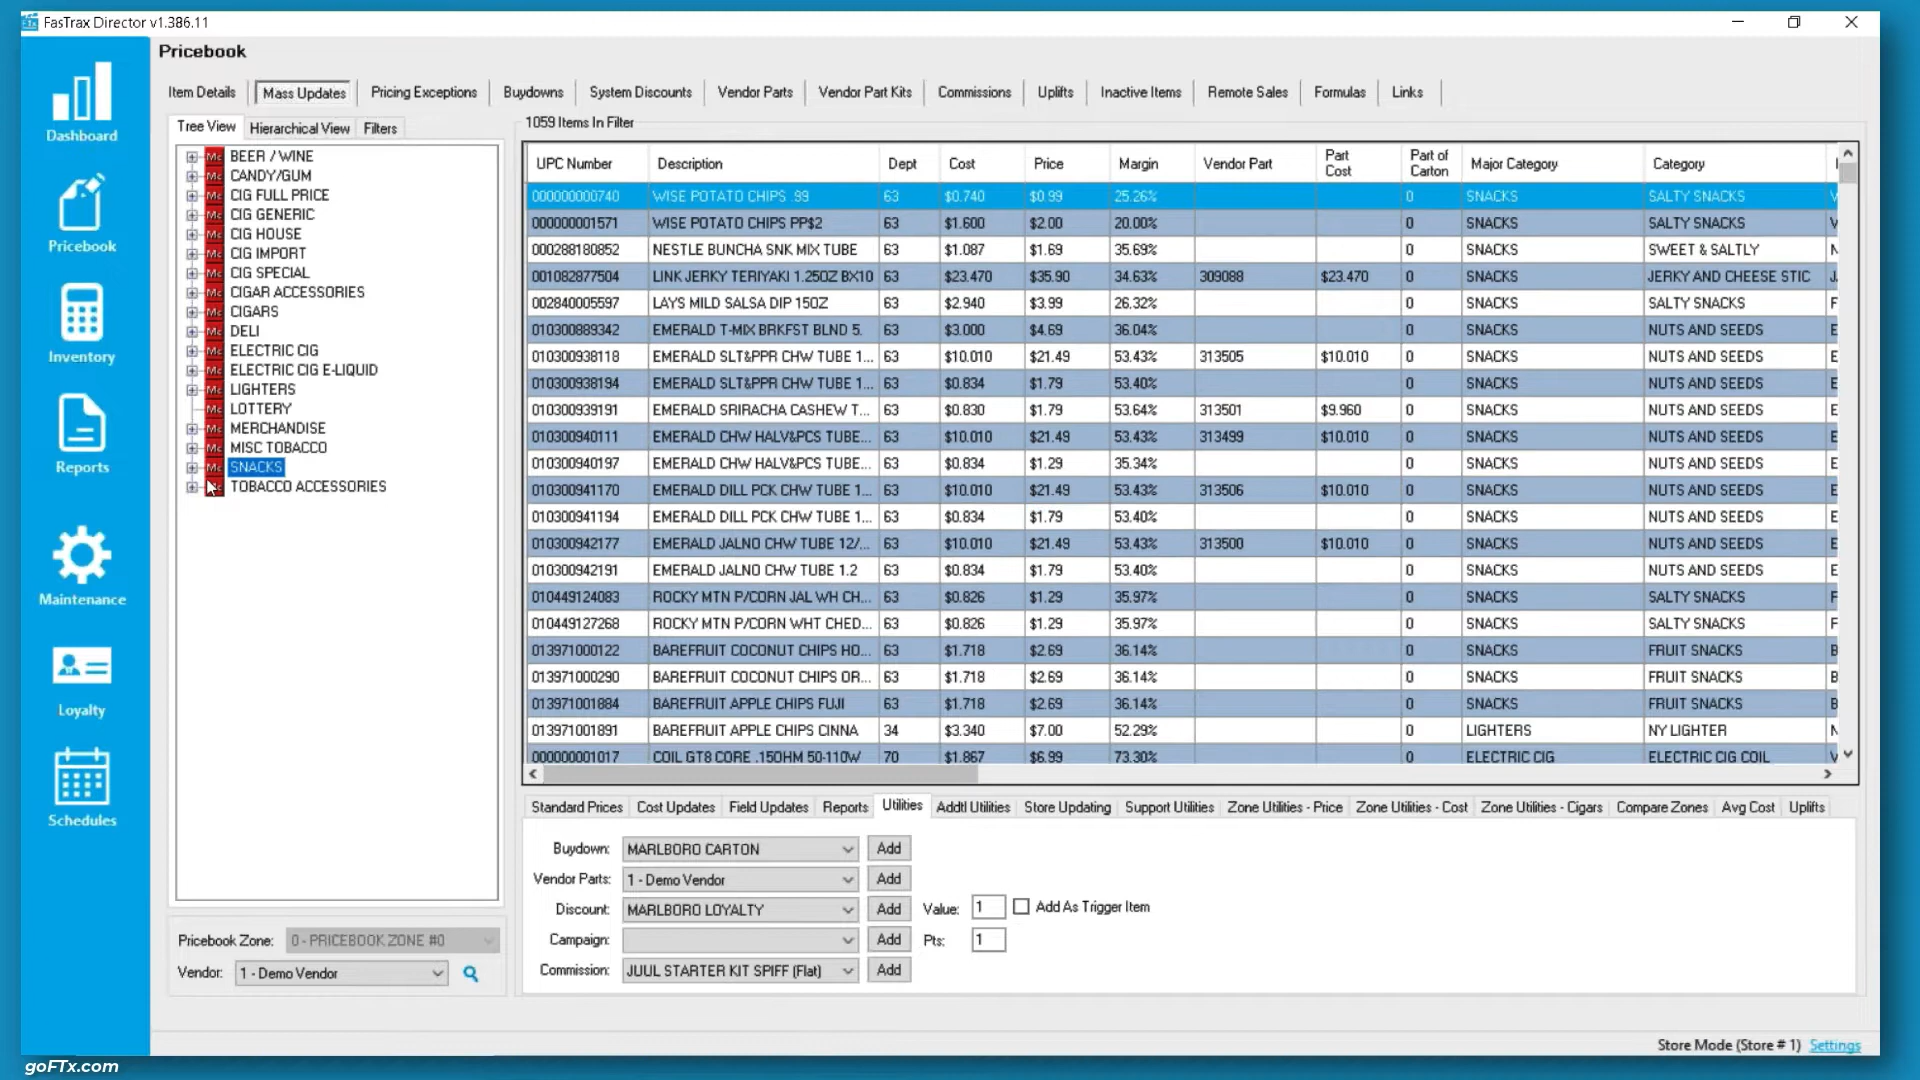 FasTrax Director v1.386.11
Pricebook
Item Details Mass Updates Pricing Exceptions Buydowns System Discounts Vendor Parts Vendor Part Kits Commissions Uplifts Inactive Items Remote Sales Formulas Links
Dashboard
Pricebook
Inventory
Reports
Maintenance
Loyalty
Schedules
Tree View Hierarchical View Filters
Mc BEER / WINE
Mc CANDY/GUM
Mc CIG FULL PRICE
Mc CIG GENERIC
Mc CIG HOUSE
Mc CIG IMPORT
Mc CIG SPECIAL
Mc CIGAR ACCESSORIES
Mc CIGARS
Mc DELI
Mc ELECTRIC CIG
Mc ELECTRIC CIG E-LIQUID
Mc LIGHTERS
Mc LOTTERY
Mc MERCHANDISE
Mc MISC TOBACCO
Mc SNACKS
TOBACCO ACCESSORIES
Pricebook Zone: 0 - PRICEBOOK ZONE #0
Vendor: 1 - Demo Vendor
1059 Items In Filter
UPC Number Description Dept Cost Price Margin Vendor Part Part Cost Part of Carton Major Category Category
000000000740 WISE POTATO CHIPS .99 63 $0.740 $0.99 25.26% 0 SNACKS SALTY SNACKS
000000001571 WISE POTATO CHIPS PP$2 63 $1.600 $2.00 20.00% 0 SNACKS SALTY SNACKS
000288180852 NESTLE BUNCHA SNK MIX TUBE 63 $1.087 $1.69 35.69% 0 SNACKS SWEET & SALTLY
001082877504 LINK JERKY TERIYAKI 1.25OZ BX10 63 $23.470 $35.90 34.63% 309088 $23.470 0 SNACKS JERKY AND CHEESE STIC
002840005597 LAYS MILD SALSA DIP 15OZ 63 $2.940 $3.99 26.32% 0 SNACKS SALTY SNACKS
010300889342 EMERALD T-MIX BRKFST BLND 5. 63 $3.000 $4.69 36.04% 0 SNACKS NUTS AND SEEDS
010300938118 EMERALD SLT&PPR CHW TUBE 1... 63 $10.010 $21.49 53.43% 313505 $10.010 0 SNACKS NUTS AND SEEDS
010300938194 EMERALD SLT&PPR CHW TUBE 1... 63 $0.834 $1.79 53.40% 0 SNACKS NUTS AND SEEDS
010300939191 EMERALD SRIRACHA CASHEW T... 63 $0.830 $1.79 53.64% 313501 $9.960 0 SNACKS NUTS AND SEEDS
010300940111 EMERALD CHW HALV&PCS TUBE... 63 $10.010 $21.49 53.43% 313499 $10.010 0 SNACKS NUTS AND SEEDS
010300940197 EMERALD CHW HALV&PCS TUBE... 63 $0.834 $1.29 35.34% 0 SNACKS NUTS AND SEEDS
010300941170 EMERALD DILL PCK CHW TUBE 1... 63 $10.010 $21.49 53.43% 313506 $10.010 0 SNACKS NUTS AND SEEDS
010300941194 EMERALD DILL PCK CHW TUBE 1... 63 $0.834 $1.79 53.40% 0 SNACKS NUTS AND SEEDS
010300942177 EMERALD JALNO CHW TUBE 12/... 63 $10.010 $21.49 53.43% 313500 $10.010 0 SNACKS NUTS AND SEEDS
010300942191 EMERALD JALNO CHW TUBE 1.2 63 $0.834 $1.79 53.40% 0 SNACKS NUTS AND SEEDS
010449124083 ROCKY MTN P/CORN JAL WH CH... 63 $0.826 $1.29 35.97% 0 SNACKS SALTY SNACKS
010449127268 ROCKY MTN P/CORN WHT CHED... 63 $0.826 $1.29 35.97% 0 SNACKS SALTY SNACKS
013971000122 BAREFRUIT COCONUT CHIPS HO... 63 $1.718 $2.69 36.14% 0 SNACKS FRUIT SNACKS
013971000290 BAREFRUIT COCONUT CHIPS OR... 63 $1.718 $2.69 36.14% 0 SNACKS FRUIT SNACKS
013971001884 BAREFRUIT APPLE CHIPS FUJI 63 $1.718 $2.69 36.14% 0 SNACKS FRUIT SNACKS
013971001891 BAREFRUIT APPLE CHIPS CINNA 34 $3.340 $7.00 52.29% 0 LIGHTERS NY LIGHTER
000000001017 COIL GT8 CORE .15OHM 50-110W 70 $1.867 $6.99 73.30% 0 ELECTRIC CIG ELECTRIC CIG COIL
Standard Prices Cost Updates Field Updates Reports Utilities Addtl Utilities Store Updating Support Utilities Zone Utilities - Price Zone Utilities - Cost Zone Utilities - Cigars Compare Zones Avg Cost Uplifts
Buydown: MARLBORO CARTON Add
Vendor Parts: 1 - Demo Vendor Add
Discount: MARLBORO LOYALTY Add Value: 1 Add As Trigger Item
Campaign: Add Pts: 1
Commission: JUUL STARTER KIT SPIFF (Flat) Add
Store Mode (Store # 1) Settings
goFTx.com